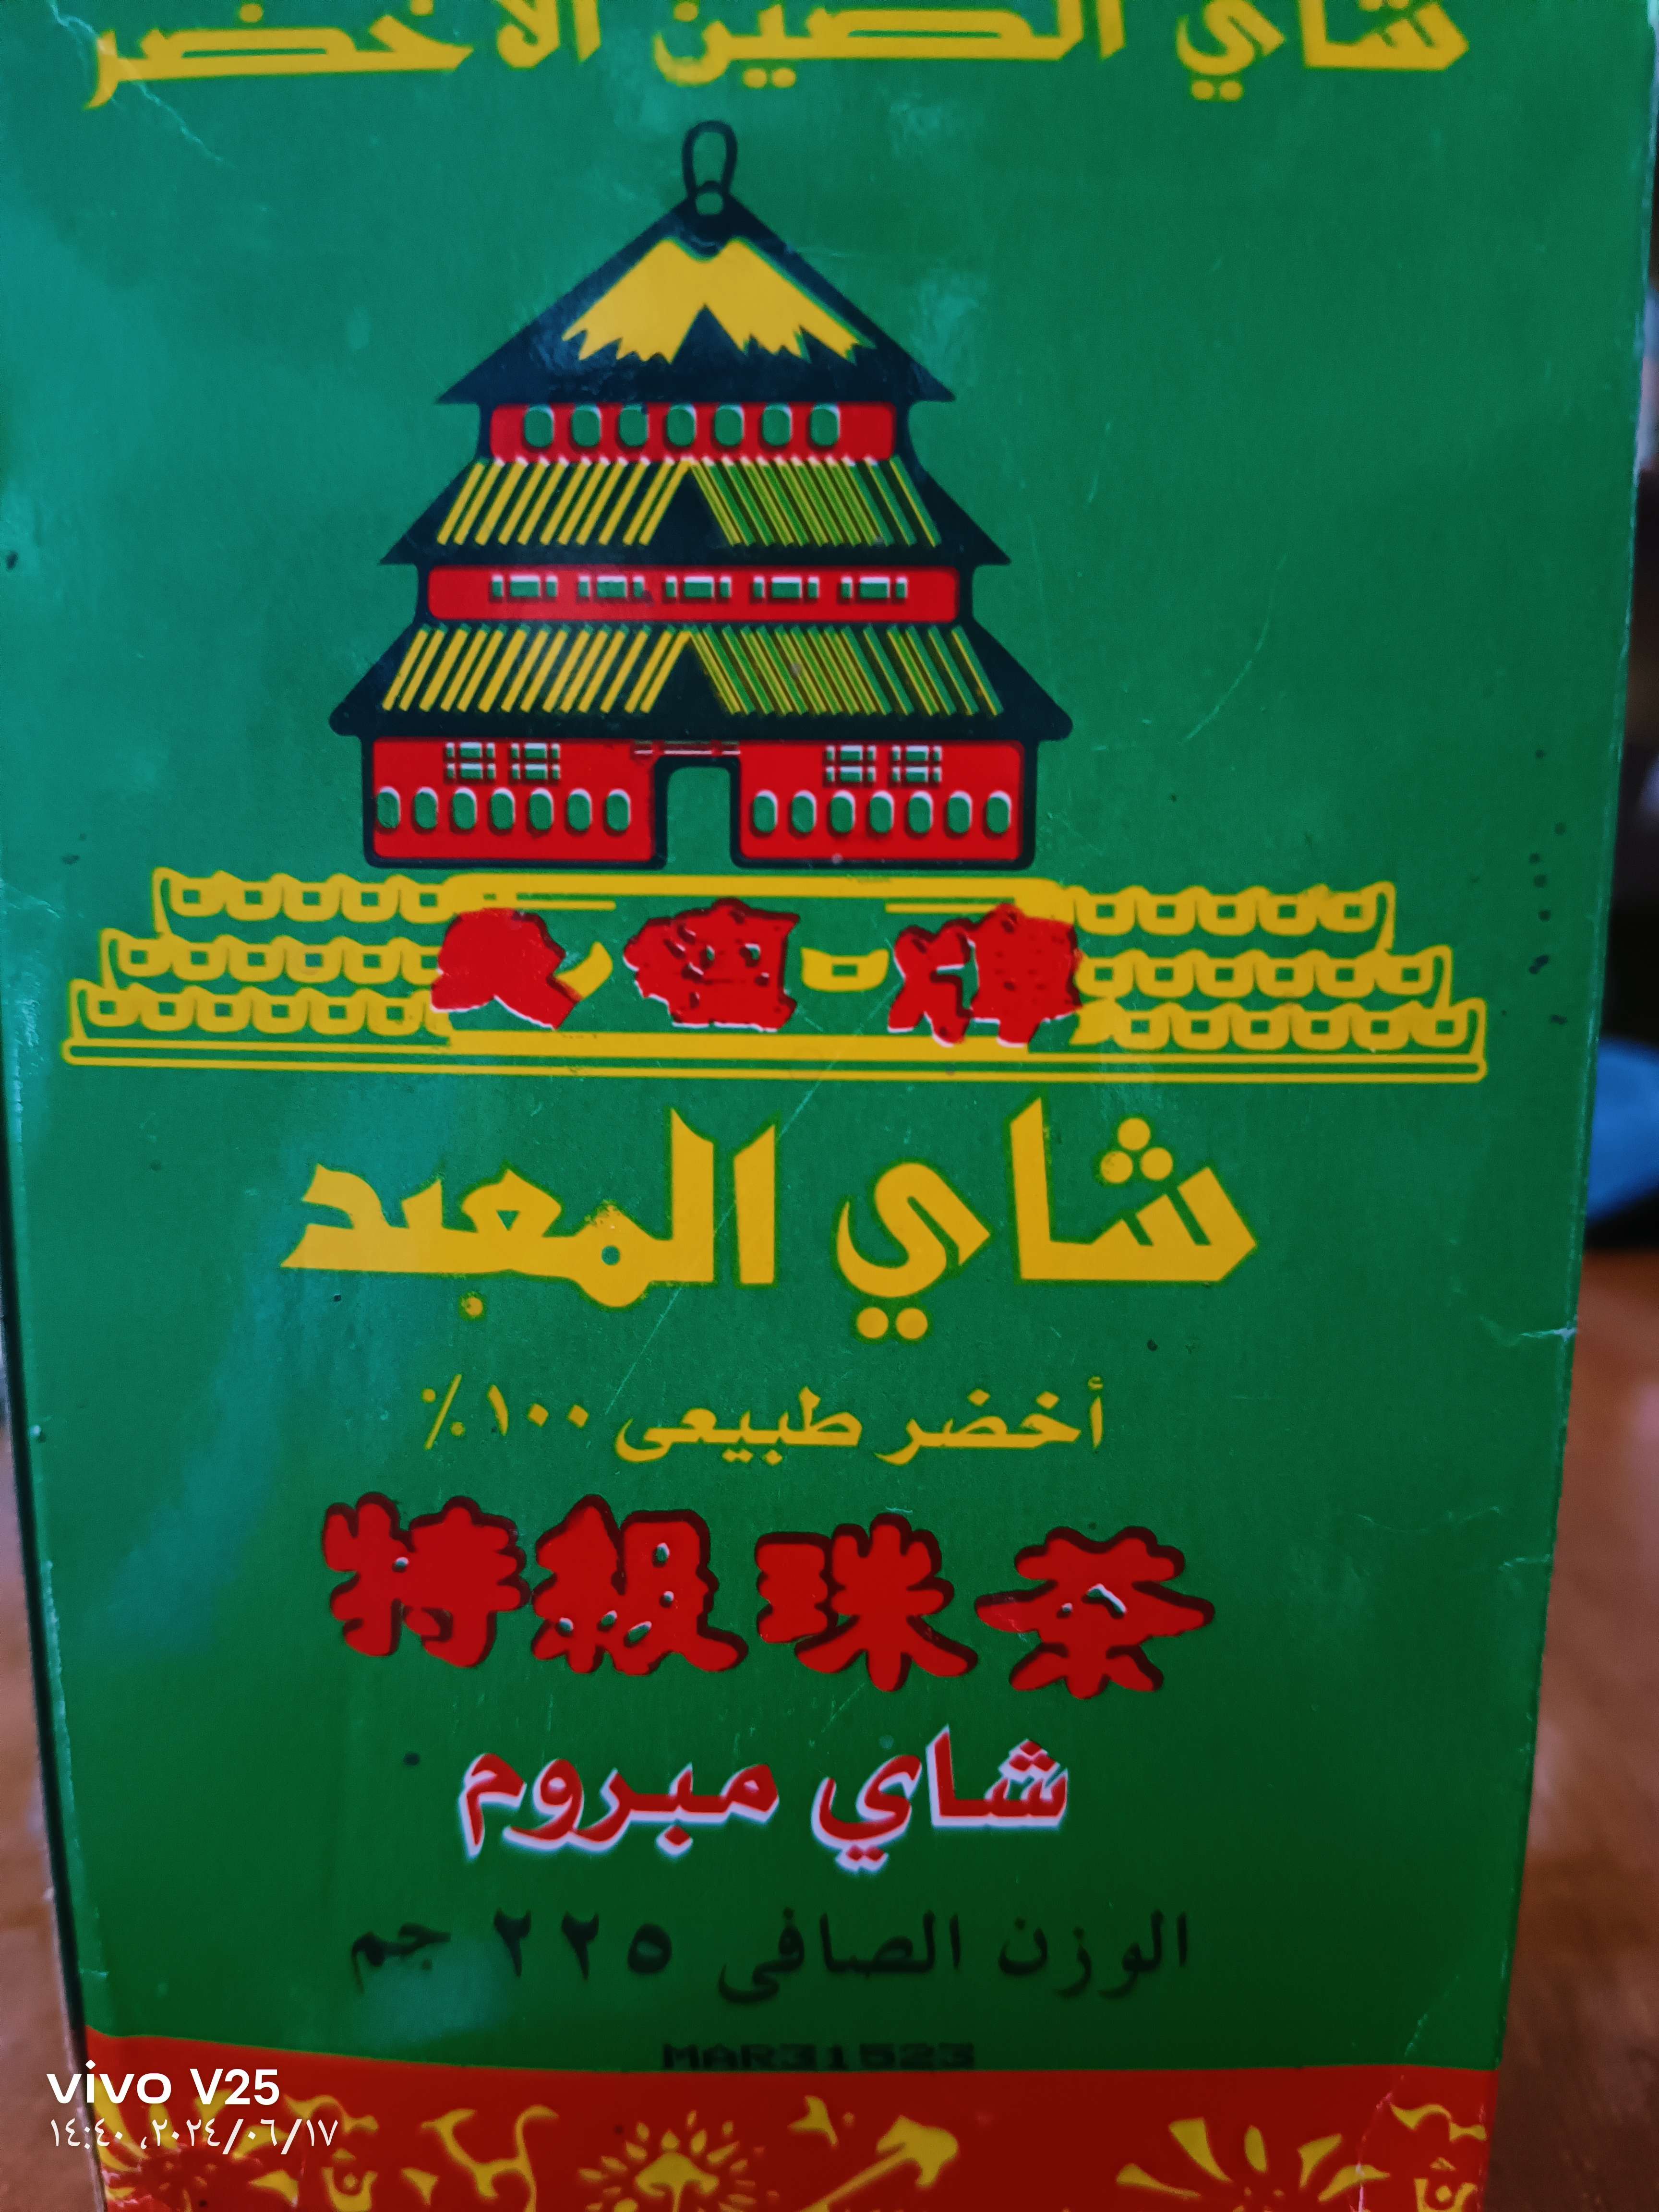 شاي الصين الأخضر
شاي المعبد
أخضر طبيعى ١٠٠٪
特級珠茶
شاي مبروم
الوزن الصافى ٢٢٥ جم
MAR31523
vivo V25
١٤:٤٠ ،٢٠٢٤/٠٦/١٧